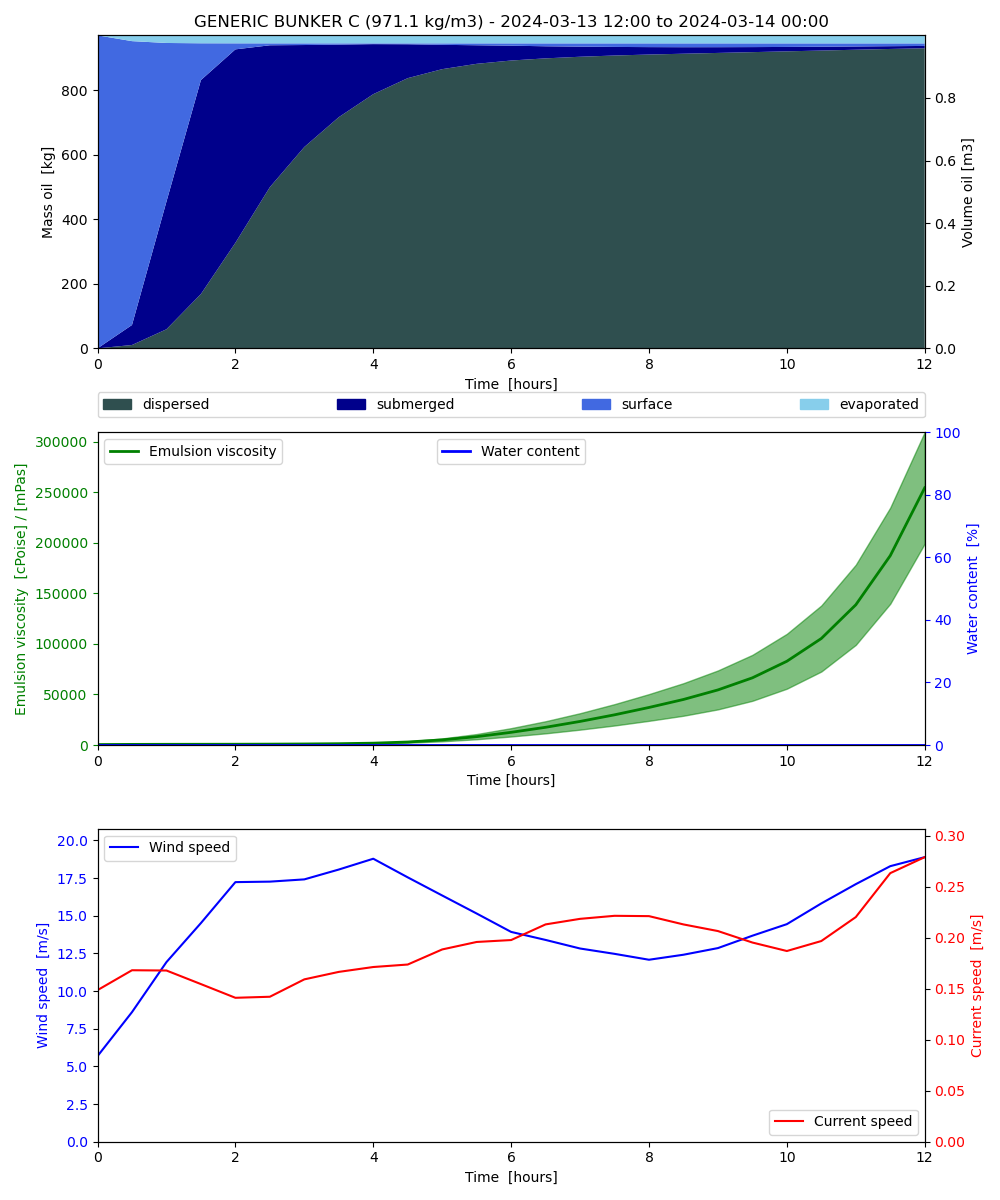 GENERIC BUNKER C (971.1 kg/m3) - 2024-03-13 12:00 to 2024-03-14 00:00
Mass oil [kg]
800
600
400
200
0
Volume oil [m3]
0.8
0.6
0.4
0.2
0.0
0 2 4 6 8 10 12
Time [hours]
dispersed submerged surface evaporated
Emulsion viscosity [cPoise] / [mPas]
300000
250000
200000
150000
100000
50000
0
Emulsion viscosity
Water content
Water content [%]
100
80
60
40
20
0
0 2 4 6 8 10 12
Time [hours]
Wind speed [m/s]
20.0
17.5
15.0
12.5
10.0
7.5
5.0
2.5
0.0
Wind speed
Current speed [m/s]
0.30
0.25
0.20
0.15
0.10
0.05
0.00
Current speed
0 2 4 6 8 10 12
Time [hours]